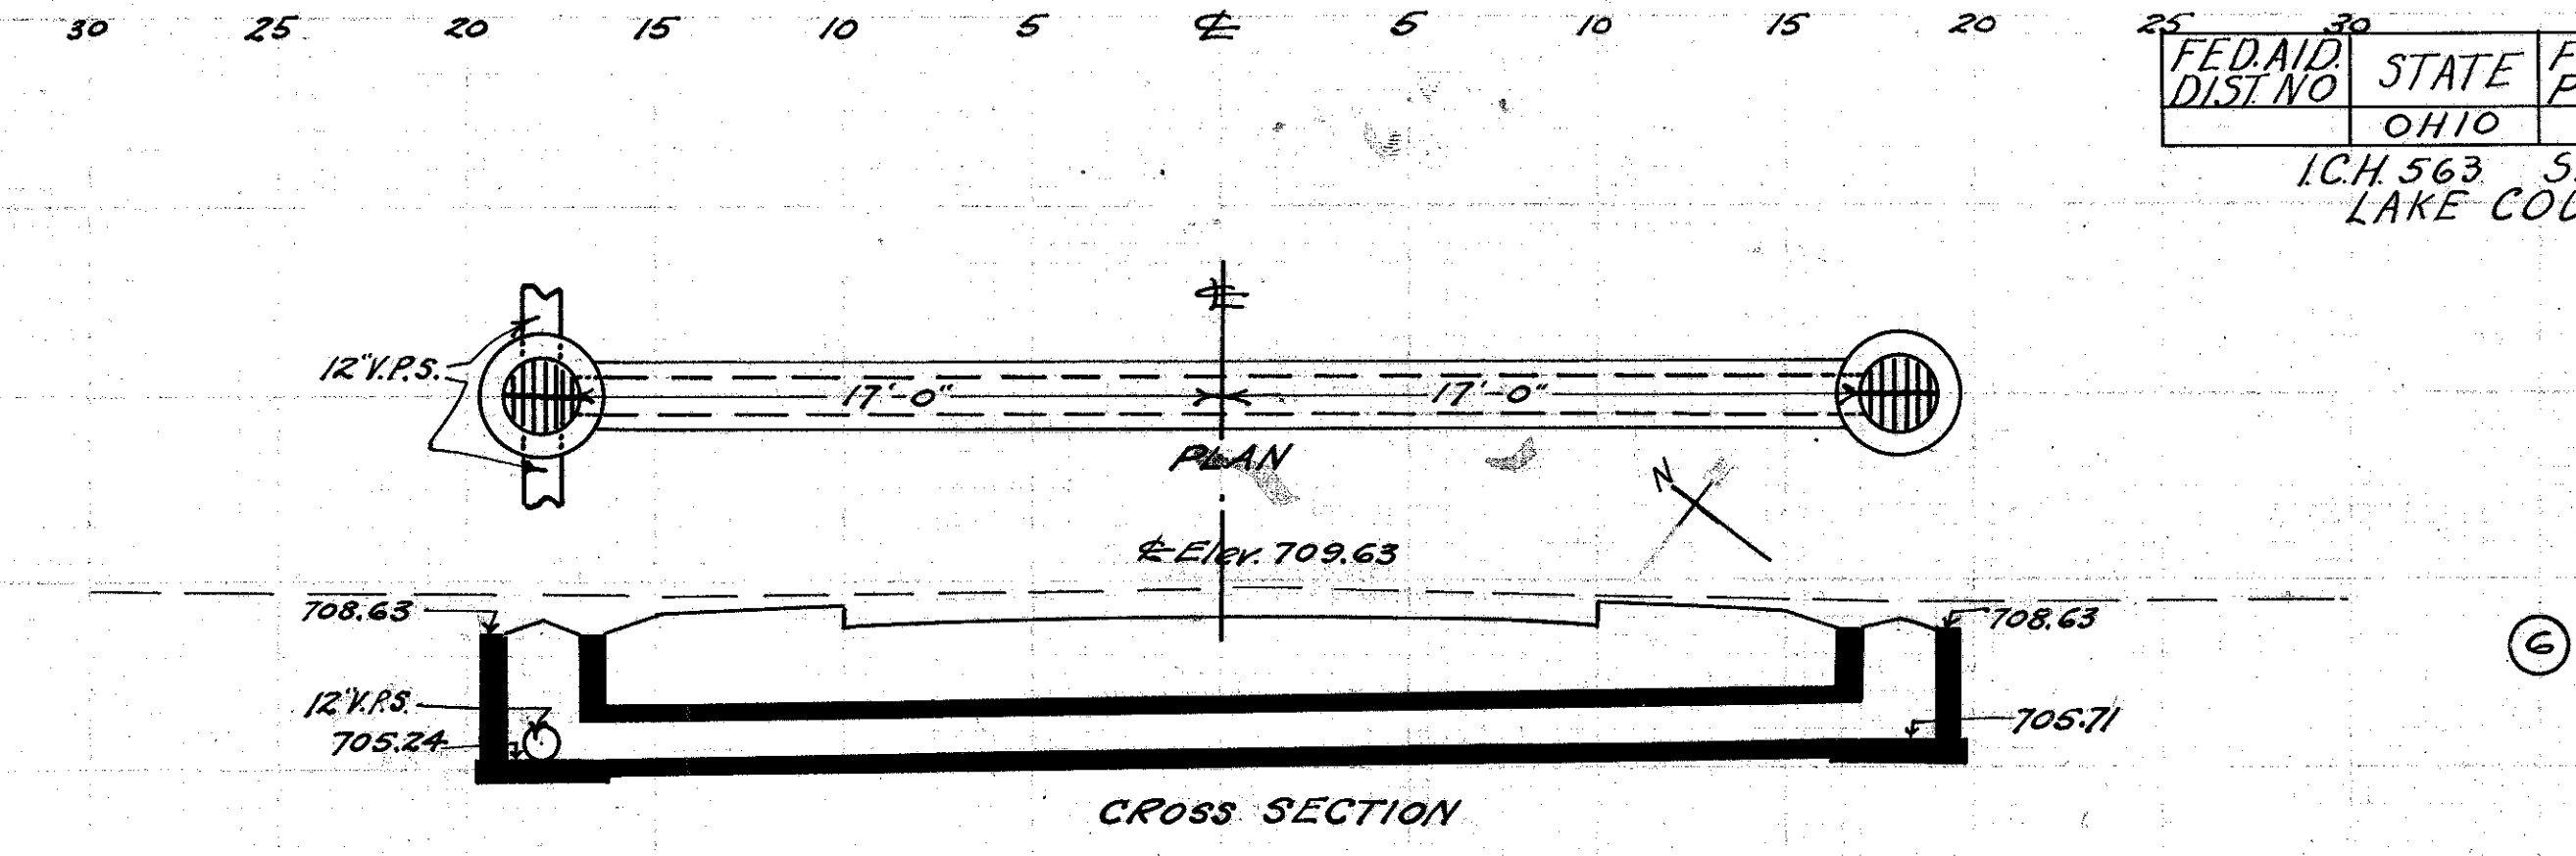 30 25 20 15 10 5 ℄ 5 10 15 20 25 30
FED.AID. DIST. NO
STATE
OHIO
I.C.H. 563
LAKE
℄
12" V.P.S.
17'-0" 17'-0"
PLAN
N
℄ Elev. 709.63
708.63
708.63
6
12" V.P.S.
705.24
705.71
CROSS SECTION